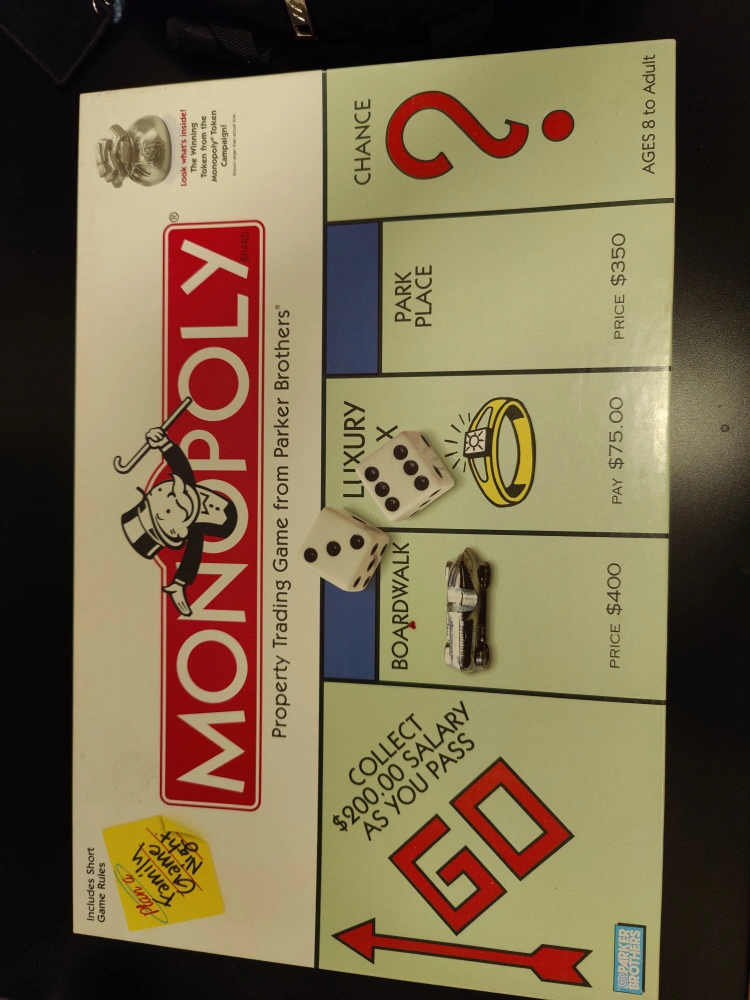 Includes Short
Game Rules
Plan a
Family
Game
Night
MONOPOLY®
BRAND
Property Trading Game from Parker Brothers®
Look what's inside!
The Winning
Token from the
Monopoly® Token
Campaign!
COLLECT
$200.00 SALARY
AS YOU PASS
GO
PARKER
BROTHERS
BOARDWALK
PRICE $400
LUXURY
X
PAY $75.00
PARK
PLACE
PRICE $350
CHANCE
?
AGES 8 to Adult